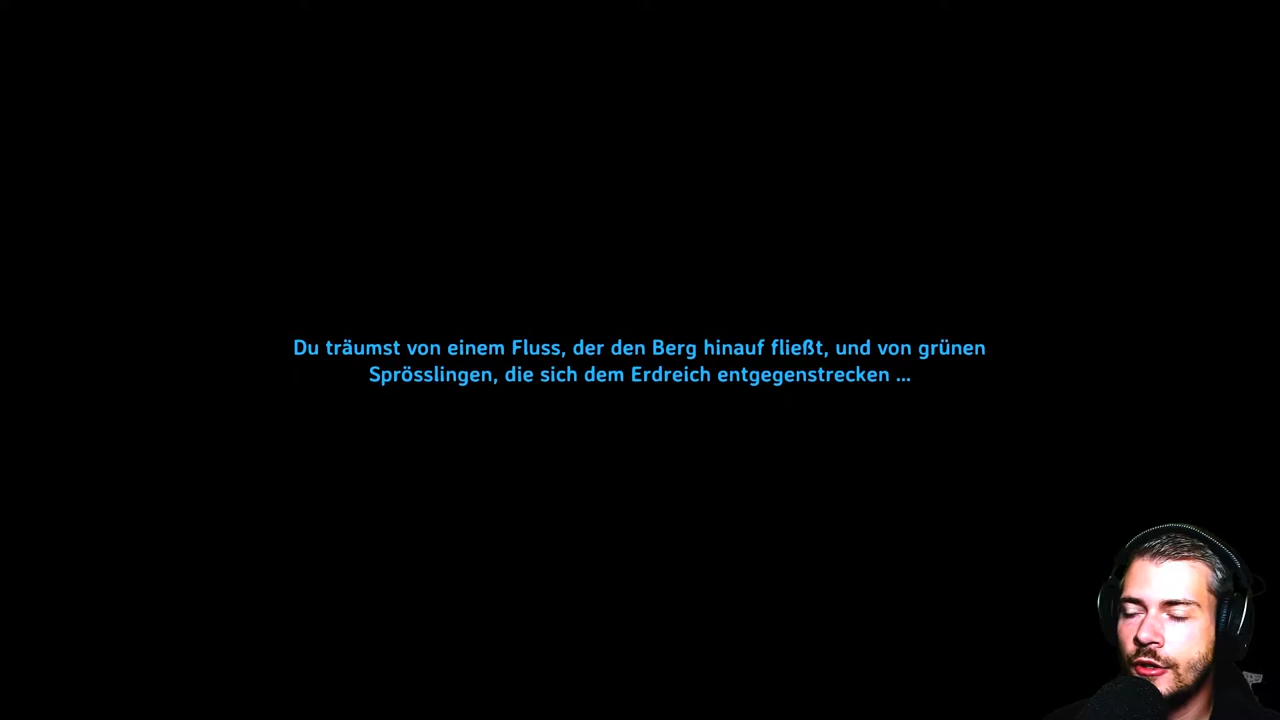 Du träumst von einem Fluss, der den Berg hinauf fließt, und von grünen
Sprösslingen, die sich dem Erdreich entgegenstrecken ...